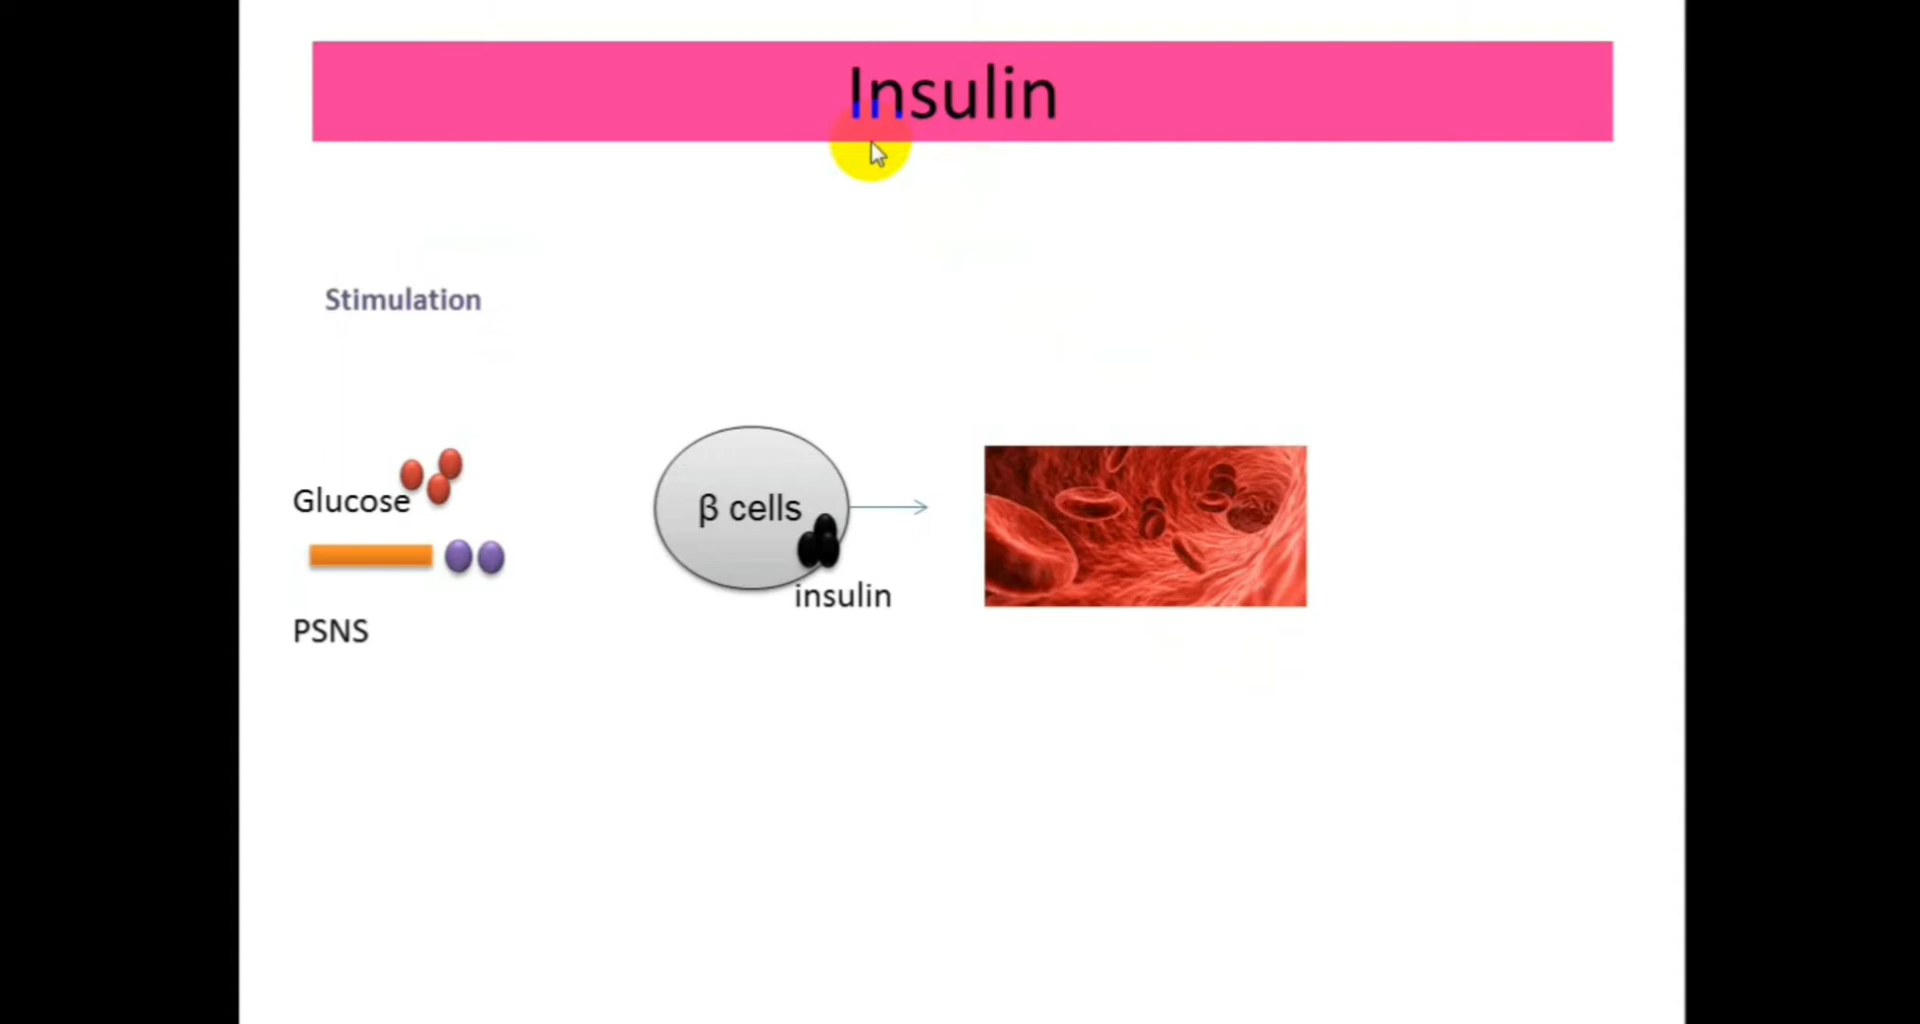 Insulin
Stimulation
Glucose
β cells
insulin
PSNS